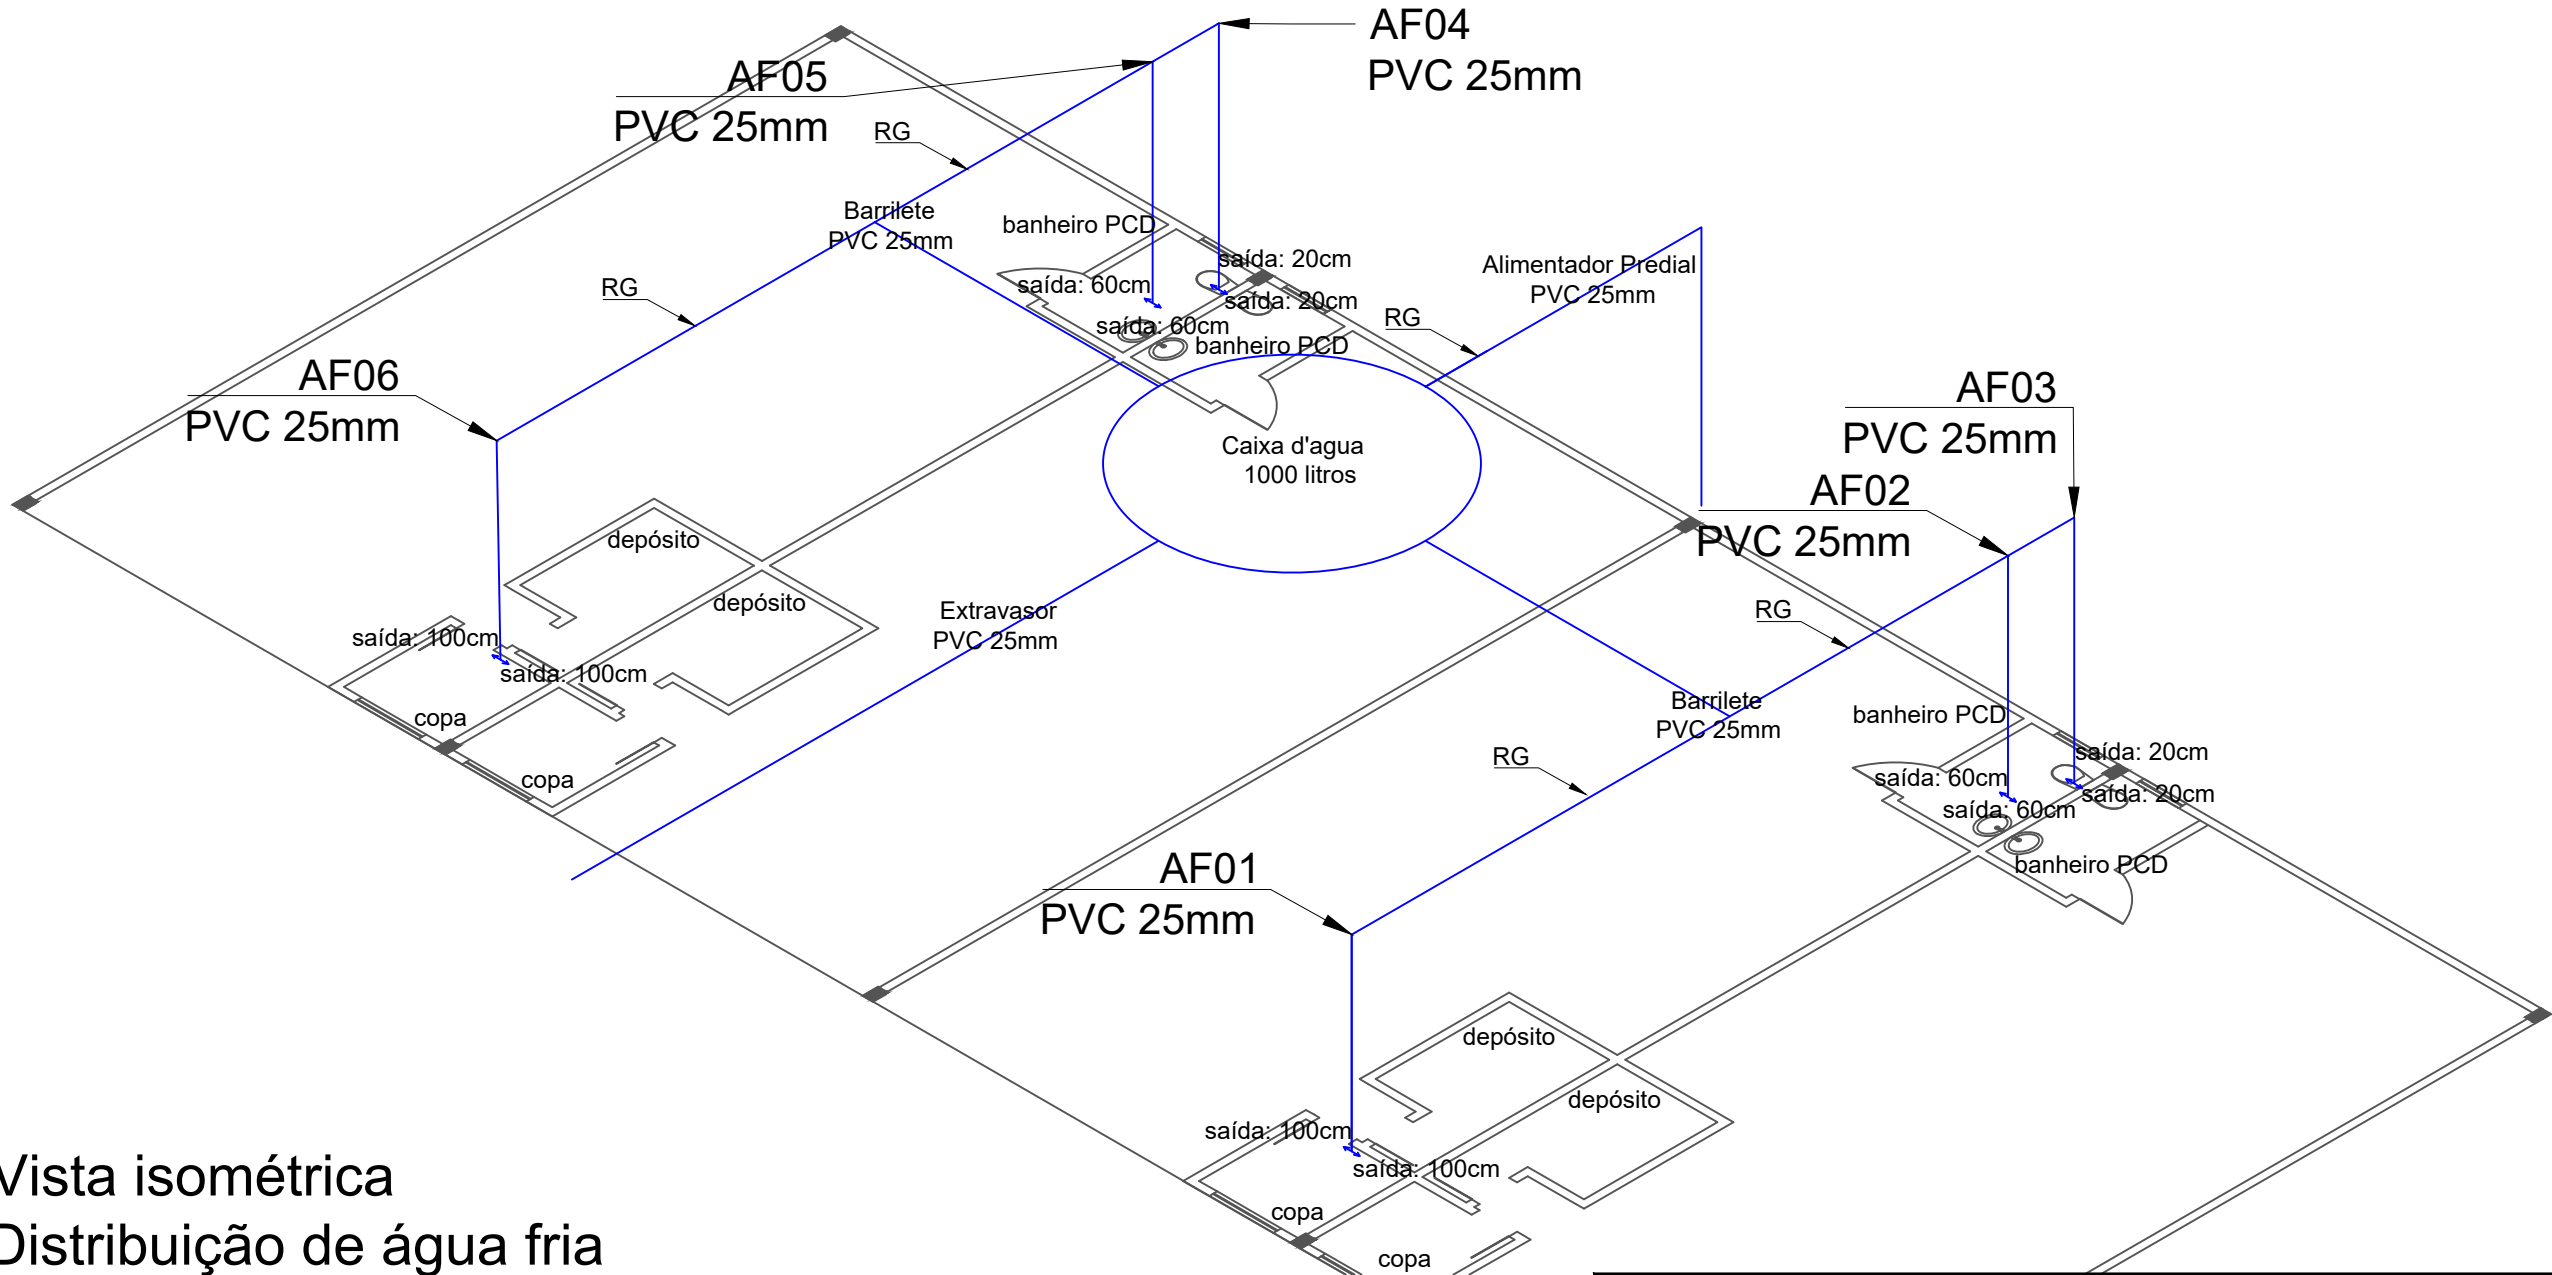 AF04
PVC 25mm
AF05
PVC 25mm
RG
Barrilete
PVC 25mm
banheiro PCD
saída: 20cm
saída: 60cm
saída: 20cm
saída: 60cm
banheiro PCD
Alimentador Predial
PVC 25mm
RG
RG
AF06
PVC 25mm
AF03
PVC 25mm
Caixa d'agua
1000 litros
AF02
PVC 25mm
depósito
depósito
Extravasor
PVC 25mm
RG
saída: 100cm
saída: 100cm
copa
copa
Barrilete
PVC 25mm
RG
banheiro PCD
saída: 20cm
saída: 60cm
saída: 20cm
saída: 60cm
banheiro PCD
AF01
PVC 25mm
depósito
depósito
saída: 100cm
saída: 100cm
copa
copa
Vista isométrica
Distribuição de água fria